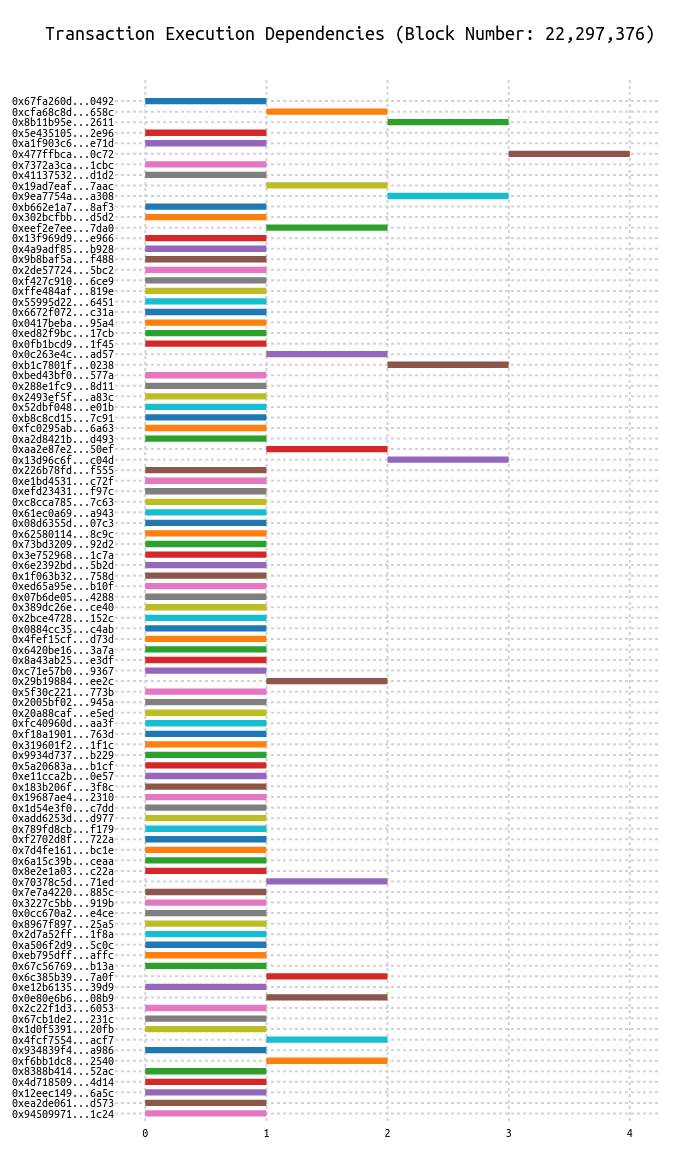 Transaction Execution Dependencies (Block Number: 22,297,376)
0x67fa260d...0492
0xcfa68c8d...658c
0x8b11b95e...2611
0x5e435105...2e96
0xa1f903c6...e71d
0x477ffbca...0c72
0x7372a3ca...1cbc
0x41137532...d1d2
0x19ad7eaf...7aac
0x9ea7754a...a308
0xb662e1a7...8af3
0x302bcfbb...d5d2
0xeef2e7ee...7da0
0x13f969d9...e966
0x4a9adf85...b928
0x9b8baf5a...f488
0x2de57724...5bc2
0xf427c910...6ce9
0xffe484af...819e
0x55995d22...6451
0x6672f072...c31a
0x0417beba...95a4
0xed82f9bc...17cb
0x0fb1bcd9...1f45
0x0c263e4c...ad57
0xb1c7801f...0238
0xbed43bf0...577a
0x288e1fc9...8d11
0x2493ef5f...a83c
0x52dbf048...e01b
0xb8c8cd15...7c91
0xfc0295ab...6a63
0xa2d8421b...d493
0xaa2e87e2...50ef
0x13d96c6f...c04d
0x226b78fd...f555
0xe1bd4531...c72f
0xefd23431...f97c
0xc8cca785...7c63
0x61ec0a69...a943
0x08d6355d...07c3
0x62580114...8c9c
0x73bd3209...92d2
0x3e752968...1c7a
0x6e2392bd...5b2d
0x1f063b32...758d
0xed65a95e...b10f
0x07b6de05...4288
0x389dc26e...ce40
0x2bce4728...152c
0x0884cc35...c4ab
0x4fef15cf...d73d
0x6420be16...3a7a
0x8a43ab25...e3df
0xc71e57b0...9367
0x29b19884...ee2c
0x5f30c221...773b
0x2005bf02...945a
0x20a88caf...e5ed
0xfc40960d...aa3f
0xf18a1901...763d
0x319601f2...1f1c
0x9934d737...b229
0x5a20683a...b1cf
0xe11cca2b...0e57
0x183b206f...3f8c
0x19687ae4...2310
0x1d54e3f0...c7dd
0xadd6253d...d977
0x789fd8cb...f179
0xf2702d8f...722a
0x7d4fe161...bc1e
0x6a15c39b...ceaa
0x8e2e1a03...c22a
0x70378c5d...71ed
0x7e7a4220...885c
0x3227c5bb...919b
0x0cc670a2...e4ce
0x8967f897...25a5
0x2d7a52ff...1f8a
0xa506f2d9...5c0c
0xeb795dff...affc
0x67c56769...b13a
0x6c385b39...7a0f
0xe12b6135...39d9
0x0e80e6b6...08b9
0x2c22f1d3...6053
0x67cb1de2...231c
0x1d0f5391...20fb
0x4fcf7554...acf7
0x934839f4...a986
0xf6bb1dc8...2540
0x8388b414...52ac
0x4d718509...4d14
0x12eec149...6a5c
0xea2de061...d573
0x94509971...1c24
0 1 2 3 4